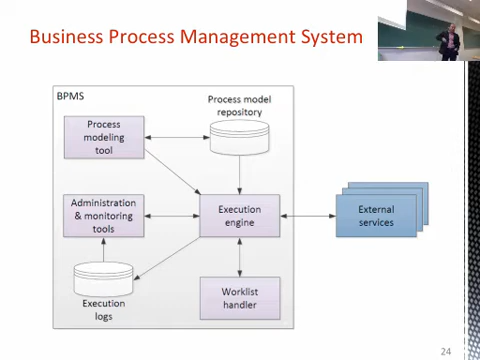 Business Process Management System
BPMS
Process model
repository
Process
modeling
tool
Administration
& monitoring
tools
Execution
engine
External
services
Execution
logs
Worklist
handler
24